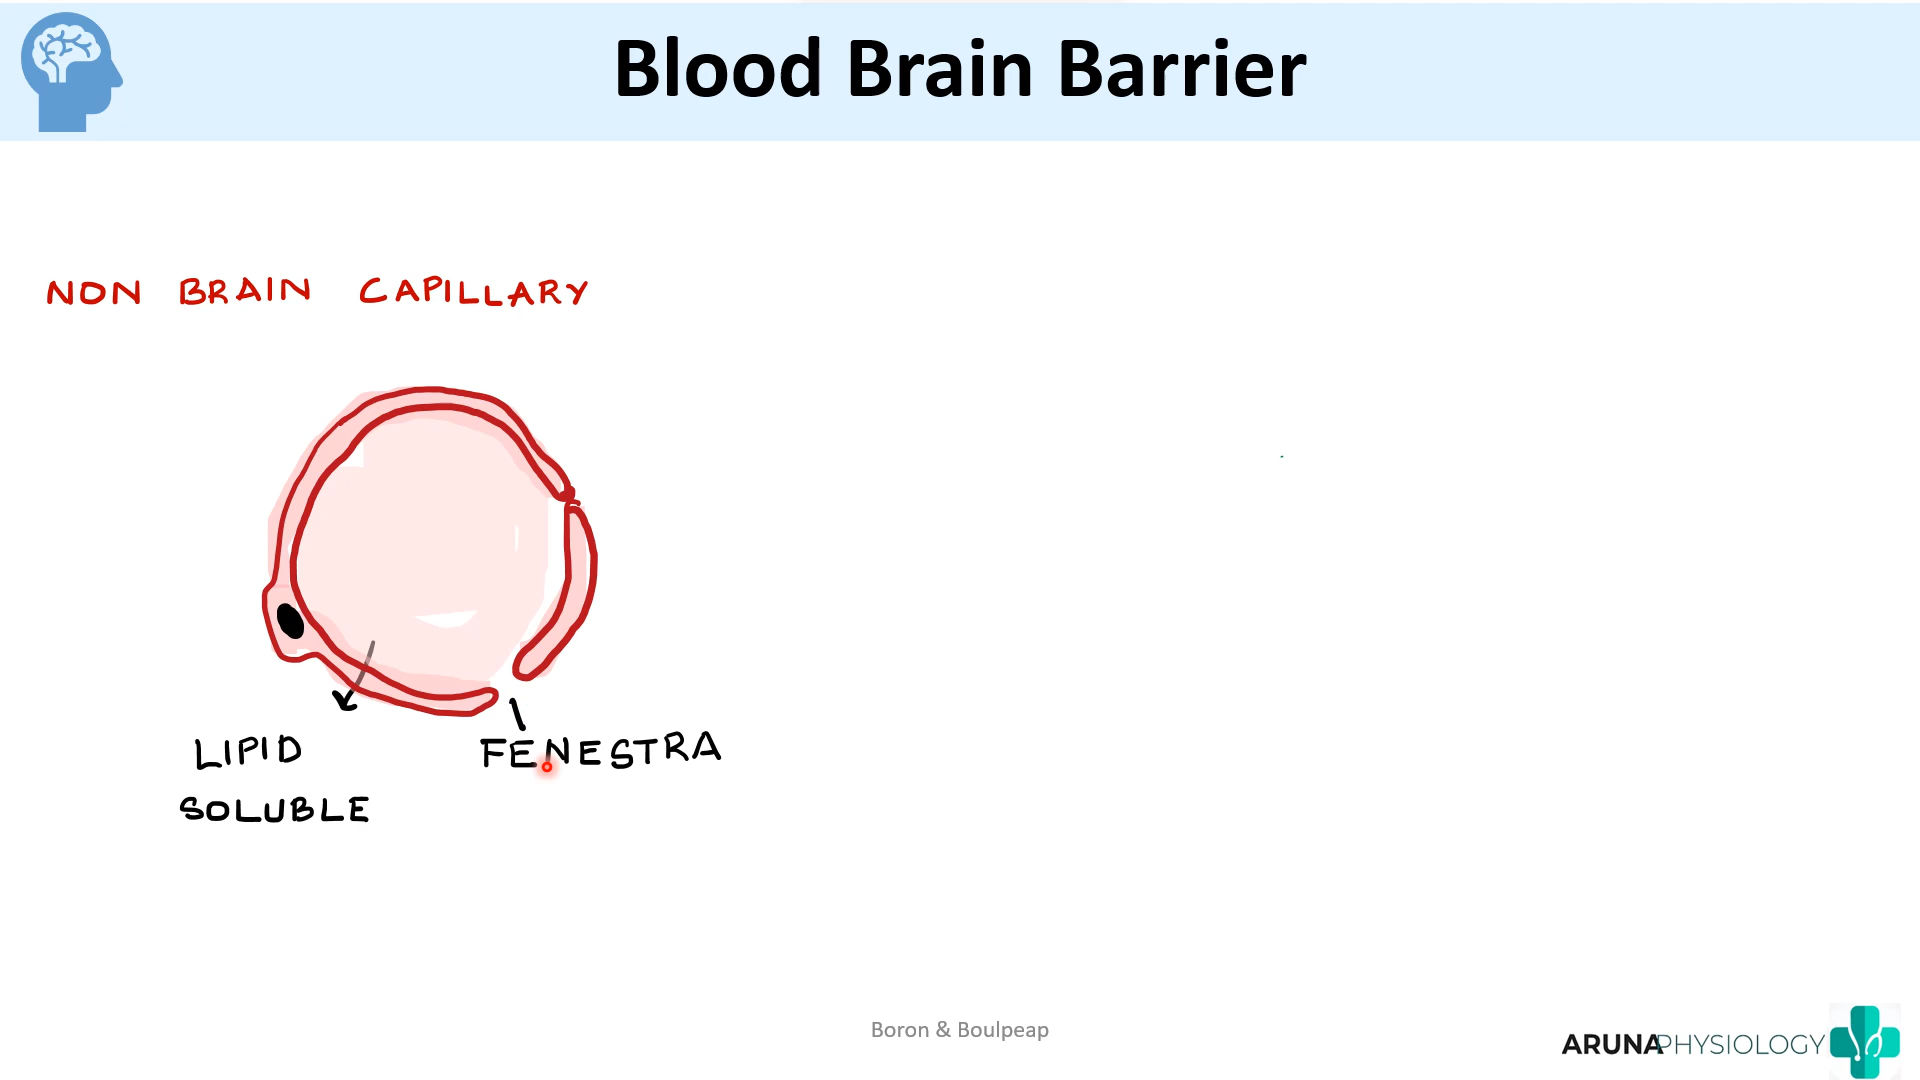 Blood Brain Barrier
NON BRAIN CAPILLARY
LIPID
SOLUBLE
FENESTRA
Boron & Boulpeap
ARUNAPHYSIOLOGY